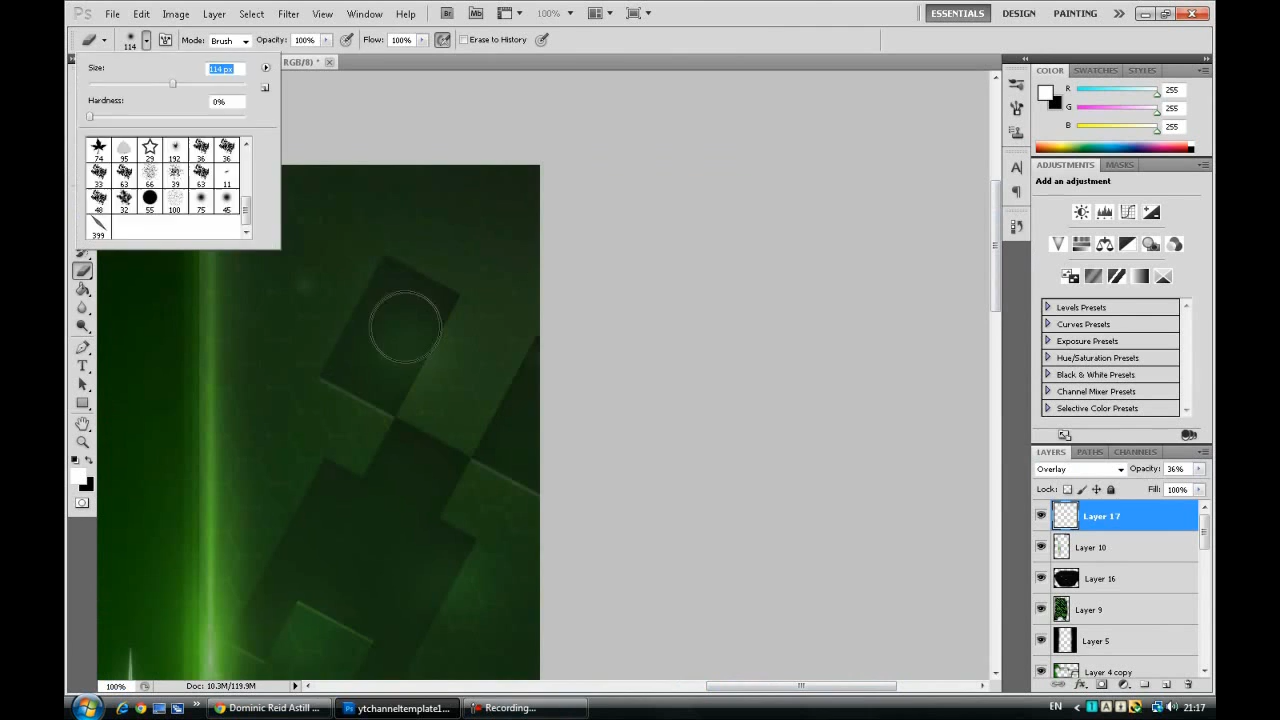 Ps File Edit Image Layer Select Filter View Window Help Br Mb 100% ESSENTIALS DESIGN PAINTING
114 Mode: Brush Opacity: 100% Flow: 100% Erase to History
RGB/8) *
Size: 114 px
Hardness: 0%
74 95 29 192 36 36
33 63 66 39 63 11
48 32 55 100 75 45
399
COLOR SWATCHES STYLES
R 255
G 255
B 255
ADJUSTMENTS MASKS
Add an adjustment
Levels Presets
Curves Presets
Exposure Presets
Hue/Saturation Presets
Black & White Presets
Channel Mixer Presets
Selective Color Presets
LAYERS PATHS CHANNELS
Overlay Opacity: 36%
Lock: Fill: 100%
Layer 17
Layer 10
Layer 16
Layer 9
Layer 5
Layer 4 copy
100% Doc: 10.3M/119.9M
Dominic Reid Astill ... ytchanneltemplate1... Recording... EN 21:17